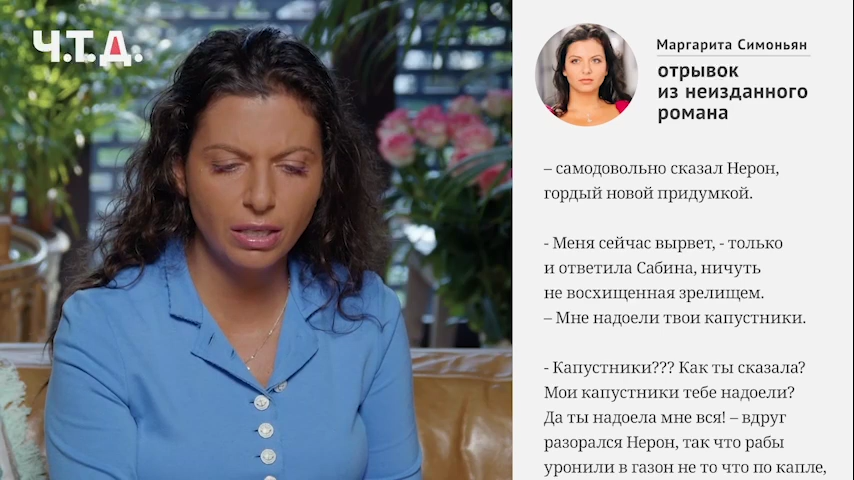 Ч.Т.Д.
Маргарита Симоньян
отрывок
из неизданного
романа
– самодовольно сказал Нерон,
гордый новой придумкой.
- Меня сейчас вырвет, - только
и ответила Сабина, ничуть
не восхищенная зрелищем.
– Мне надоели твои капустники.
- Капустники??? Как ты сказала?
Мои капустники тебе надоели?
Да ты надоела мне вся! – вдруг
разорался Нерон, так что рабы
уронили в газон не то что по капле,